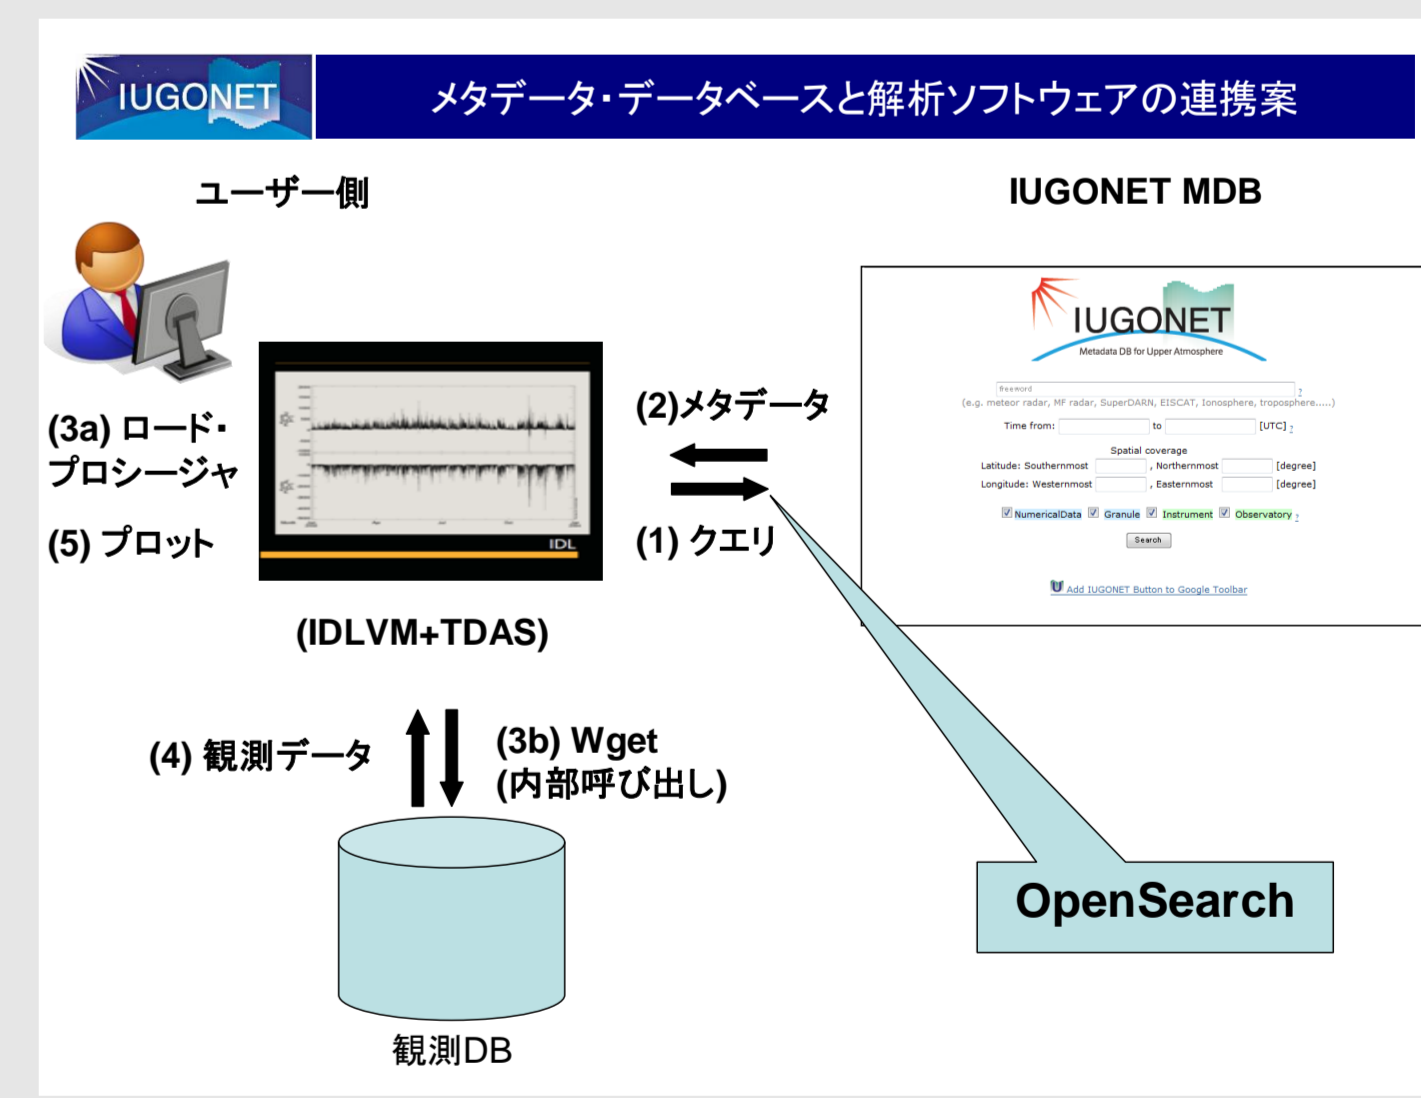 IUGONET
メタデータ・データベースと解析ソフトウェアの連携案
ユーザー側
IUGONET MDB
IUGONET
Metadata DB for Upper Atmosphere
freeword
?
(e.g. meteor radar, MF radar, SuperDARN, EISCAT, Ionosphere, troposphere.....)
Time from: to [UTC] ?
Spatial coverage
Latitude: Southernmost , Northernmost [degree]
Longitude: Westernmost , Easternmost [degree]
NumericalData Granule Instrument Observatory ?
Search
Add IUGONET Button to Google Toolbar
(3a) ロード・
プロシージャ
(5) プロット
IDL
(2)メタデータ
(1) クエリ
(IDLVM+TDAS)
(4) 観測データ
(3b) Wget
(内部呼び出し)
OpenSearch
観測DB